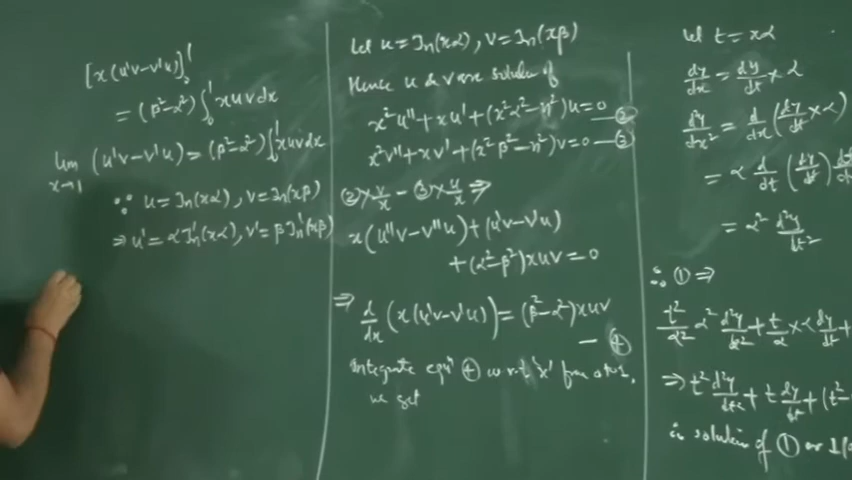 [x(u'v-v'u)]₀¹
= (β²-α²) ∫₀¹ xuvdx
lim x→1 (u'v-v'u) = (β²-α²) ∫₀¹ xuvdx
∵ u = Jn(xα), v = Jn(xβ)
⇒ u' = αJn'(xα), v' = βJn'(xβ)
Let u = Jn(xα), v = Jn(xβ)
Hence u & v are solution of
x²u'' + xu' + (x²α²-n²)u = 0 — ②
x²v'' + xv' + (x²β²-n²)v = 0 — ③
② × v/x - ③ × u/x ⇒
x(u''v-v''u) + (u'v-v'u)
+ (α²-β²)xuv = 0
⇒ d/dx (x(u'v-v'u)) = (β²-α²)xuv
— ④
Integrate eqn ④ w.r.t 'x' from 0 to 1,
we get
let t = xα
dy/dx = dy/dt × α
d²y/dx² = d/dx (dy/dt × α)
= α d/dt (dy/dt)
= α² d²y/dt²
∴ ① ⇒
t²/α² α² d²y/dt² + t/α × α dy/dt +
⇒ t² d²y/dt² + t dy/dt + (t²-
is solution of ① or